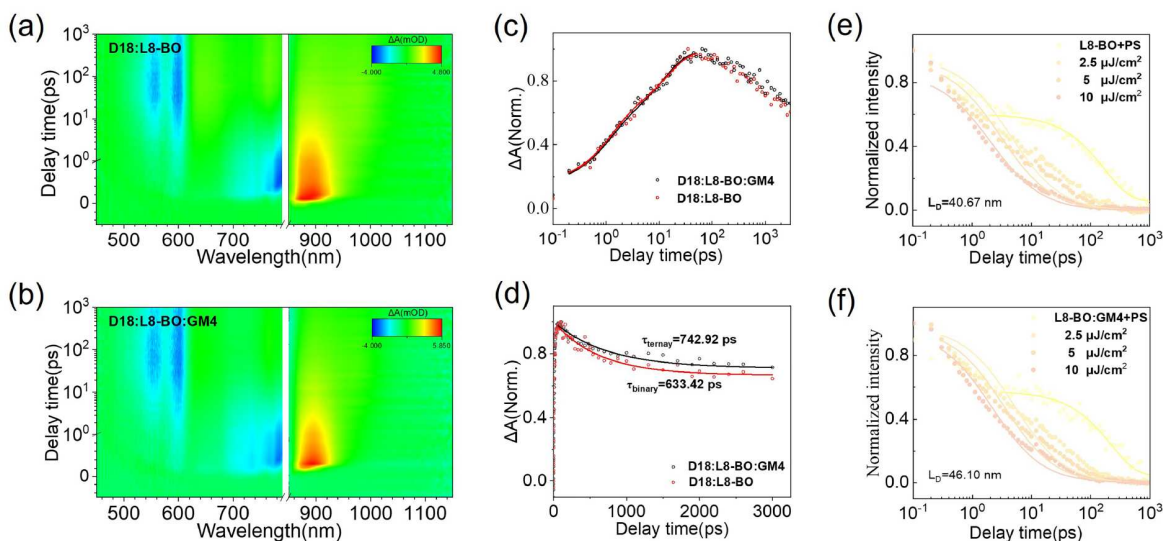 (a)
D18:L8-BO
ΔA(mOD)
-4.000 4.800
10³
10²
10¹
10⁰
0
Delay time(ps)
500 600 700 900 1000 1100
Wavelength(nm)
(b)
D18:L8-BO:GM4
ΔA(mOD)
-4.000 5.850
10³
10²
10¹
10⁰
0
Delay time(ps)
500 600 700 900 1000 1100
Wavelength(nm)
(c)
1.0
0.8
0.4
0.0
ΔA(Norm.)
D18:L8-BO:GM4
D18:L8-BO
10⁻¹ 10⁰ 10¹ 10² 10³
Delay time(ps)
(d)
τternay=742.92 ps
τbinary=633.42 ps
0.8
0.4
0.0
ΔA(Norm.)
D18:L8-BO:GM4
D18:L8-BO
0 1000 2000 3000
Delay time(ps)
(e)
L8-BO+PS
2.5 μJ/cm²
5 μJ/cm²
10 μJ/cm²
1.0
0.5
0.0
Normalized intensity
LD=40.67 nm
10⁻¹ 10⁰ 10¹ 10² 10³
Delay time(ps)
(f)
L8-BO:GM4+PS
2.5 μJ/cm²
5 μJ/cm²
10 μJ/cm²
1.0
0.5
0.0
Normalized intensity
LD=46.10 nm
10⁻¹ 10⁰ 10¹ 10² 10³
Delay time(ps)